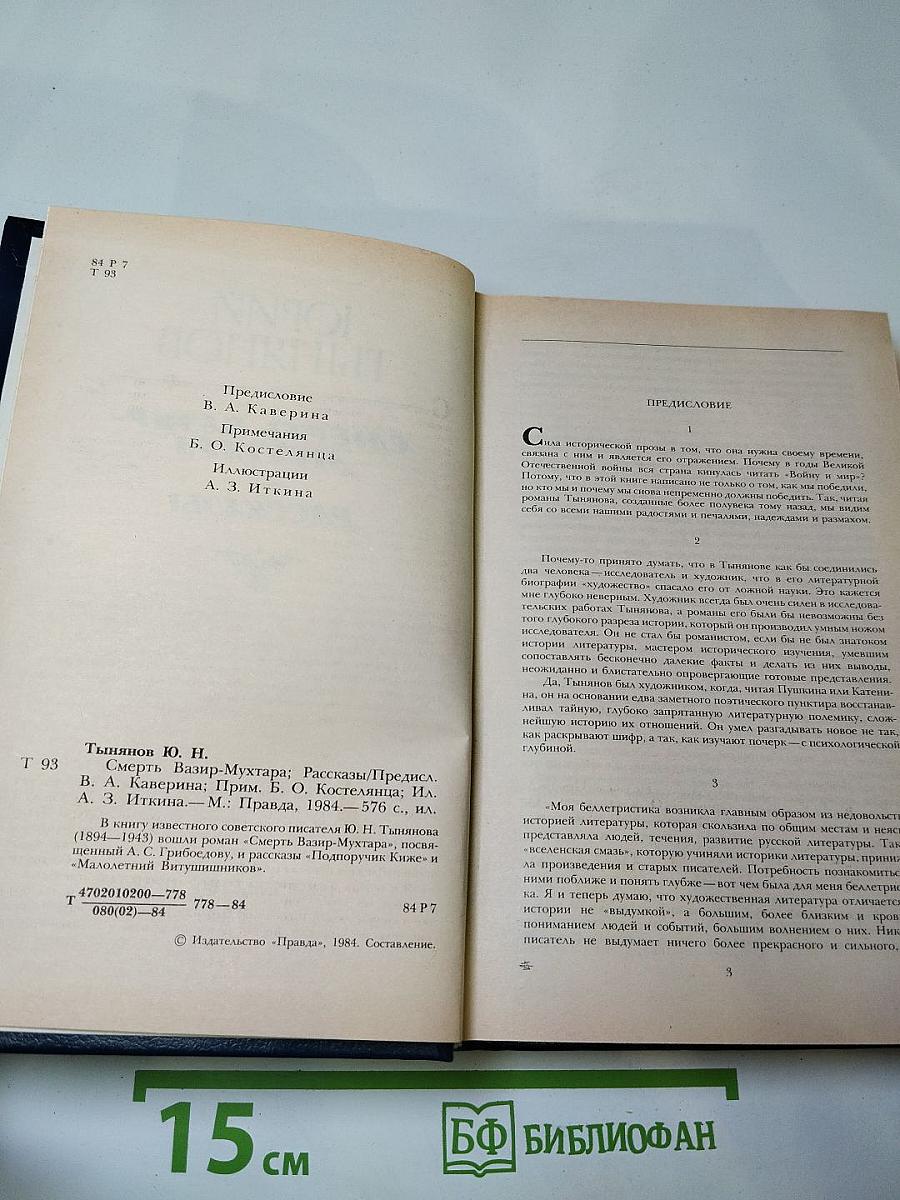 84 Р 7
Т 93
Предисловие
В. А. Каверина
Примечания
Б. О. Костелянца
Иллюстрации
А. З. Иткина
Тынянов Ю. Н.
Т 93
Смерть Вазир-Мухтара; Рассказы/Предисл.
В. А. Каверина; Прим. Б. О. Костелянца; Ил.
А. З. Иткина.— М.: Правда, 1984.— 576 с., ил.
В книгу известного советского писателя Ю. Н. Тынянова
(1894—1943) вошли роман «Смерть Вазир-Мухтара», посвя-
щенный А. С. Грибоедову, и рассказы «Подпоручик Киже» и
«Малолетний Витушишников».
Т 4702010200—778
080(02)—84
778—84
84 Р 7
© Издательство «Правда», 1984. Составление.
ПРЕДИСЛОВИЕ
1
Сила исторической прозы в том, что она нужна своему времени,
связана с ним и является его отражением. Почему в годы Великой
Отечественной войны вся страна кинулась читать «Войну и мир»?
Потому, что в этой книге написано не только о том, как мы победили,
но кто мы и почему мы снова непременно должны победить. Так, читая
романы Тынянова, созданные более полувека тому назад, мы видим
себя со всеми нашими радостями и печалями, надеждами и размахом.
2
Почему-то принято думать, что в Тынянове как бы соединились
два человека — исследователь и художник, что в его литературной
биографии «художество» спасало его от ложной науки. Это кажется
мне глубоко неверным. Художник всегда был очень силен в исследова-
тельских работах Тынянова, а романы его были бы невозможны без
того глубокого разреза истории, который он производил умным ножом
исследователя. Он не стал бы романистом, если бы не был знатоком
истории литературы, мастером исторического изучения, умевшим
сопоставлять бесконечно далекие факты и делать из них выводы,
неожиданно и блистательно опровергающие готовые представления.
Да, Тынянов был художником, когда, читая Пушкина или Катени-
на, он на основании едва заметного поэтического пунктира восстанав-
ливал тайную, глубоко запрятанную литературную полемику, слож-
нейшую историю их отношений. Он умел разгадывать новое не так,
как раскрывают шифр, а так, как изучают почерк — с психологической
глубиной.
3
«Моя беллетристика возникла главным образом из недовольст
историей литературы, которая скользила по общим местам и неяс
представляла людей, течения, развитие русской литературы. Так
«вселенская смазь», которую учиняли историки литературы, приниж
ла произведения и старых писателей. Потребность познакомитьс
ними поближе и понять глубже — вот чем была для меня беллетрис
ка. Я и теперь думаю, что художественная литература отличается
истории не «выдумкой», а большим, более близким и кров
пониманием людей и событий, большим волнением о них. Ник
писатель не выдумает ничего более прекрасного и сильного,
3
15 см
БФ БИБЛИОФАН